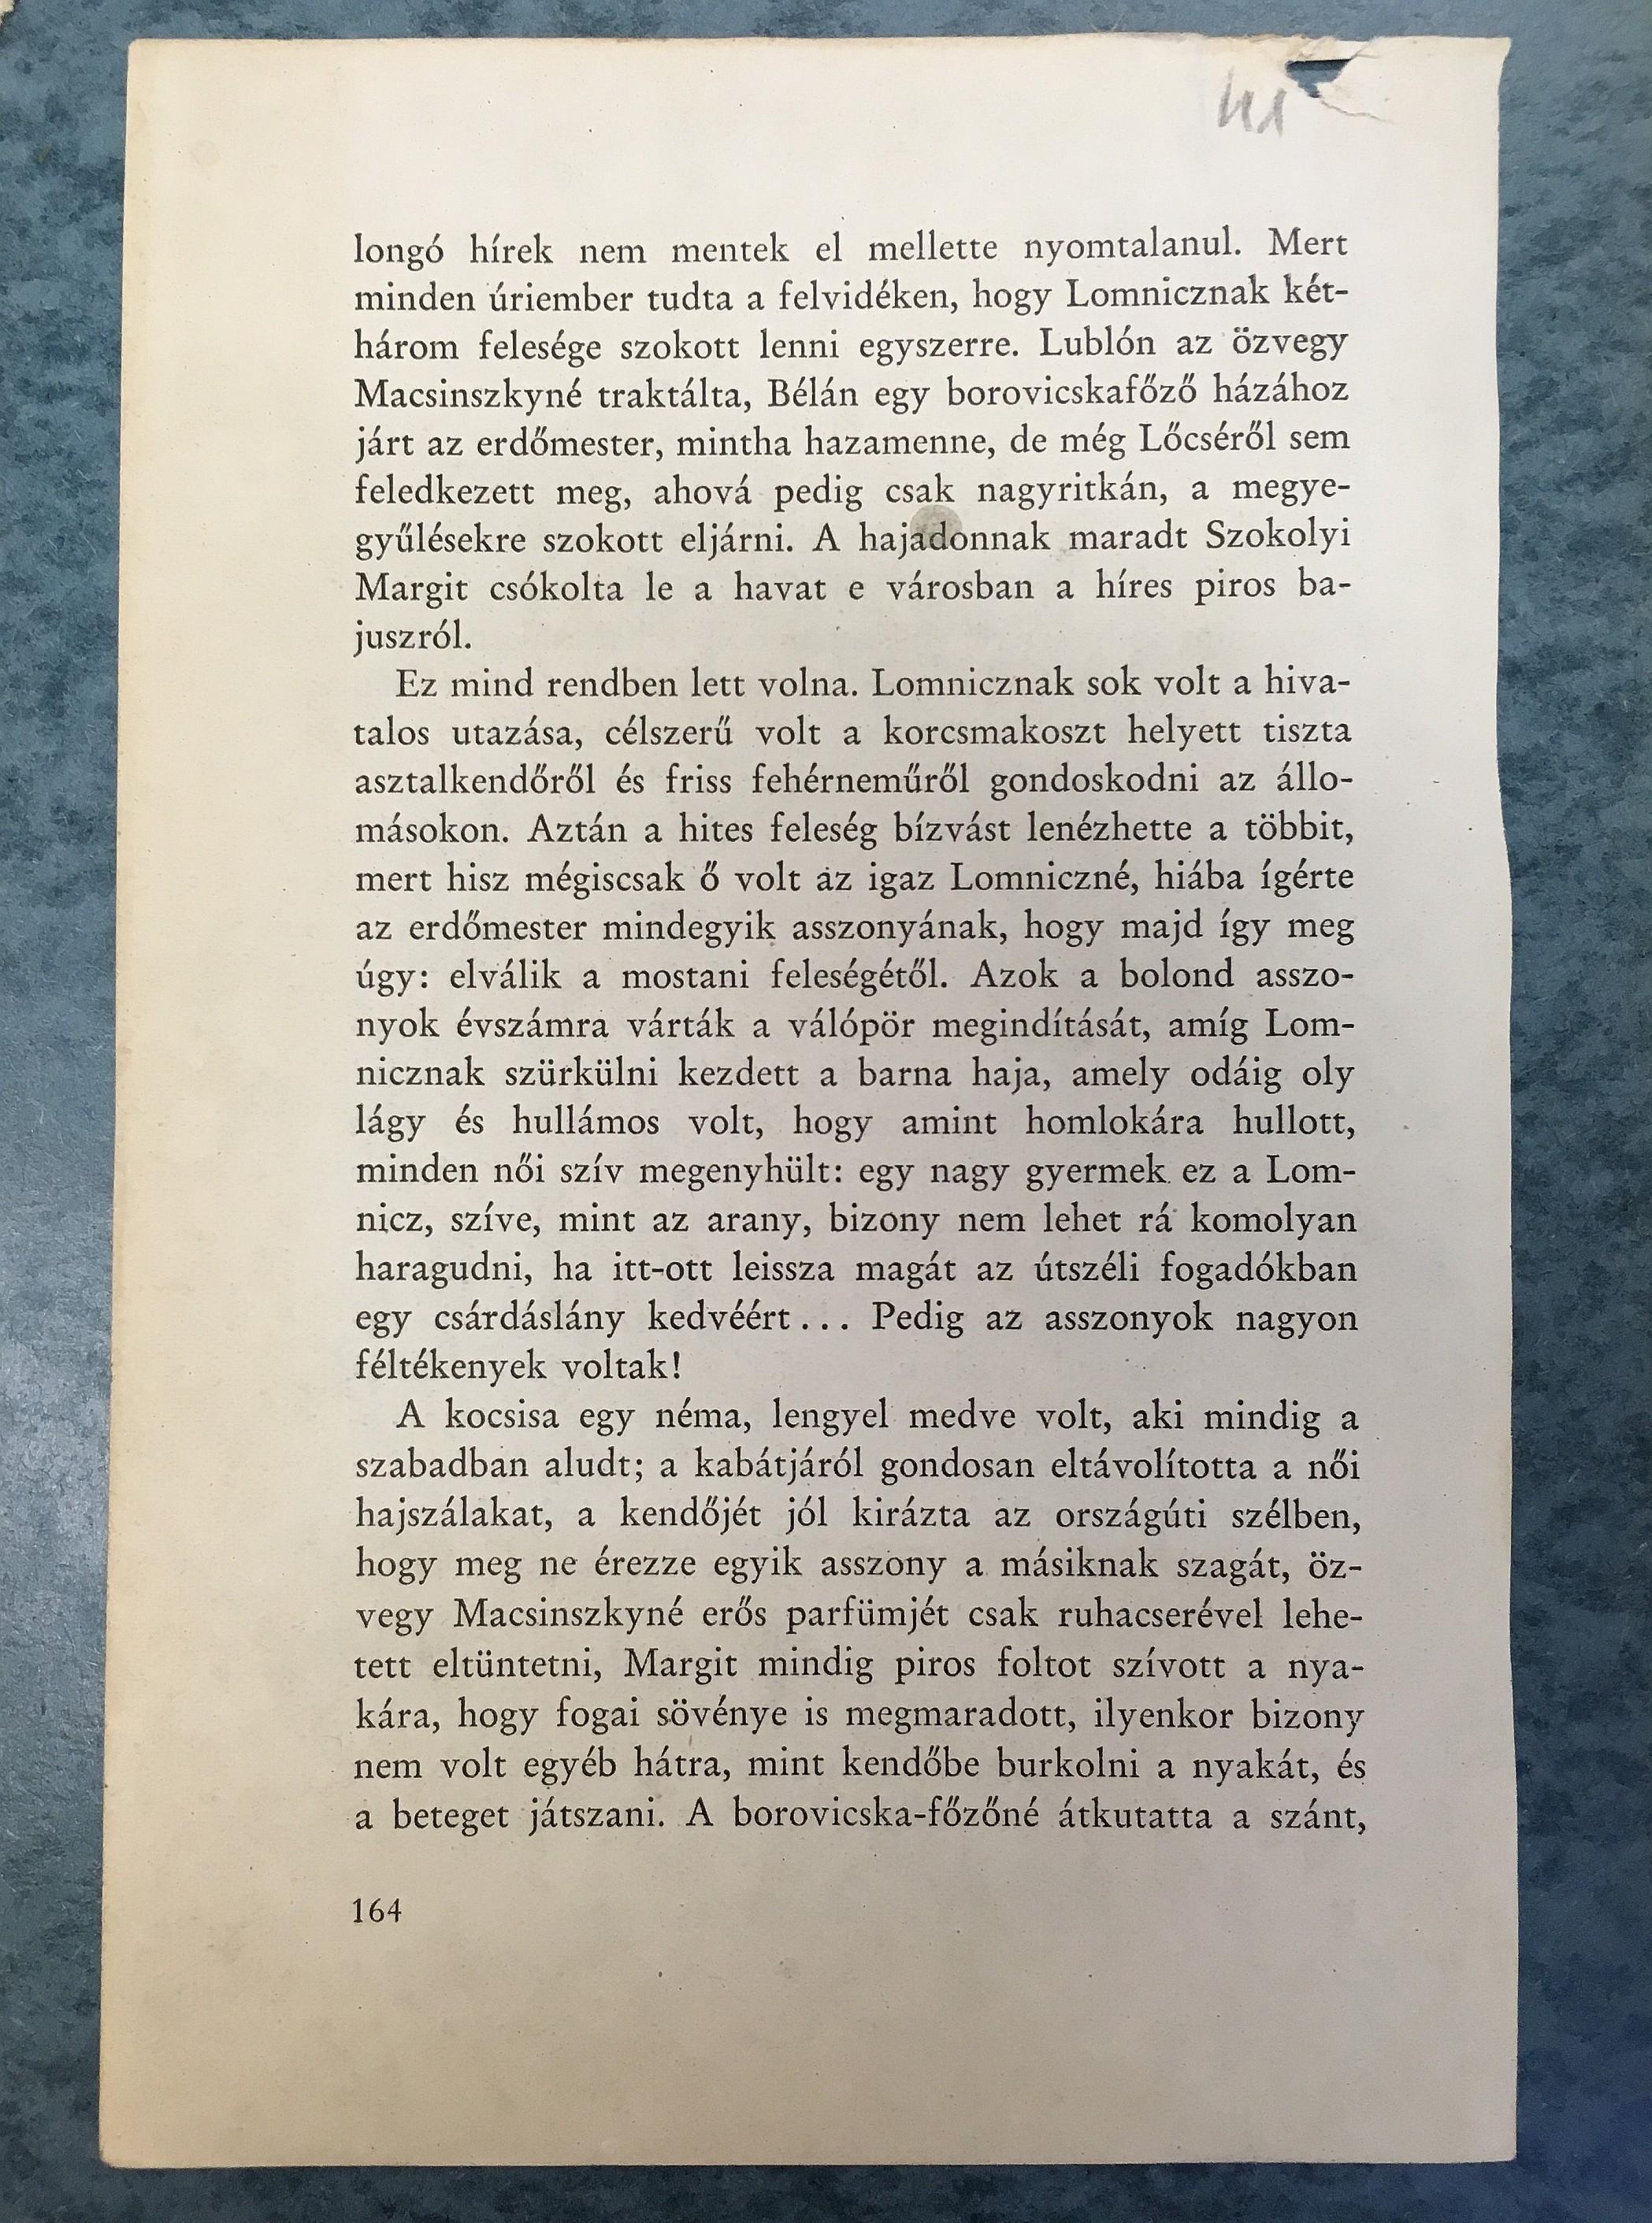 longó hírek nem mentek el mellette nyomtalanul. Mert
minden úriember tudta a felvidéken, hogy Lomnicznak két-
három felesége szokott lenni egyszerre. Lublón az özvegy
Macsinszkyné traktálta, Bélán egy borovicskafőző házához
járt az erdőmester, mintha hazamenne, de még Lőcséről sem
feledkezett meg, ahová pedig csak nagyritkán, a megye-
gyűlésekre szokott eljárni. A hajadonnak maradt Szokolyi
Margit csókolta le a havat e városban a híres piros ba-
juszról.
Ez mind rendben lett volna. Lomnicznak sok volt a hiva-
talos utazása, célszerű volt a korcsmakoszt helyett tiszta
asztalkendőről és friss fehérneműről gondoskodni az állo-
másokon. Aztán a hites feleség bízvást lenézhette a többit,
mert hisz mégiscsak ő volt az igaz Lomniczné, hiába ígérte
az erdőmester mindegyik asszonyának, hogy majd így meg
úgy: elválik a mostani feleségétől. Azok a bolond asszo-
nyok évszámra várták a válópör megindítását, amíg Lom-
nicznak szürkülni kezdett a barna haja, amely odáig oly
lágy és hullámos volt, hogy amint homlokára hullott,
minden női szív megenyhült: egy nagy gyermek ez a Lom-
nicz, szíve, mint az arany, bizony nem lehet rá komolyan
haragudni, ha itt-ott leissza magát az útszéli fogadókban
egy csárdáslány kedvéért... Pedig az asszonyok nagyon
féltékenyek voltak!
A kocsisa egy néma, lengyel medve volt, aki mindig a
szabadban aludt; a kabátjáról gondosan eltávolította a női
hajszálakat, a kendőjét jól kirázta az országúti szélben,
hogy meg ne érezze egyik asszony a másiknak szagát, öz-
vegy Macsinszkyné erős parfümjét csak ruhacserével lehe-
tett eltüntetni, Margit mindig piros foltot szívott a nya-
kára, hogy fogai sövénye is megmaradott, ilyenkor bizony
nem volt egyéb hátra, mint kendőbe burkolni a nyakát, és
a beteget játszani. A borovicska-főzőné átkutatta a szánt,
164